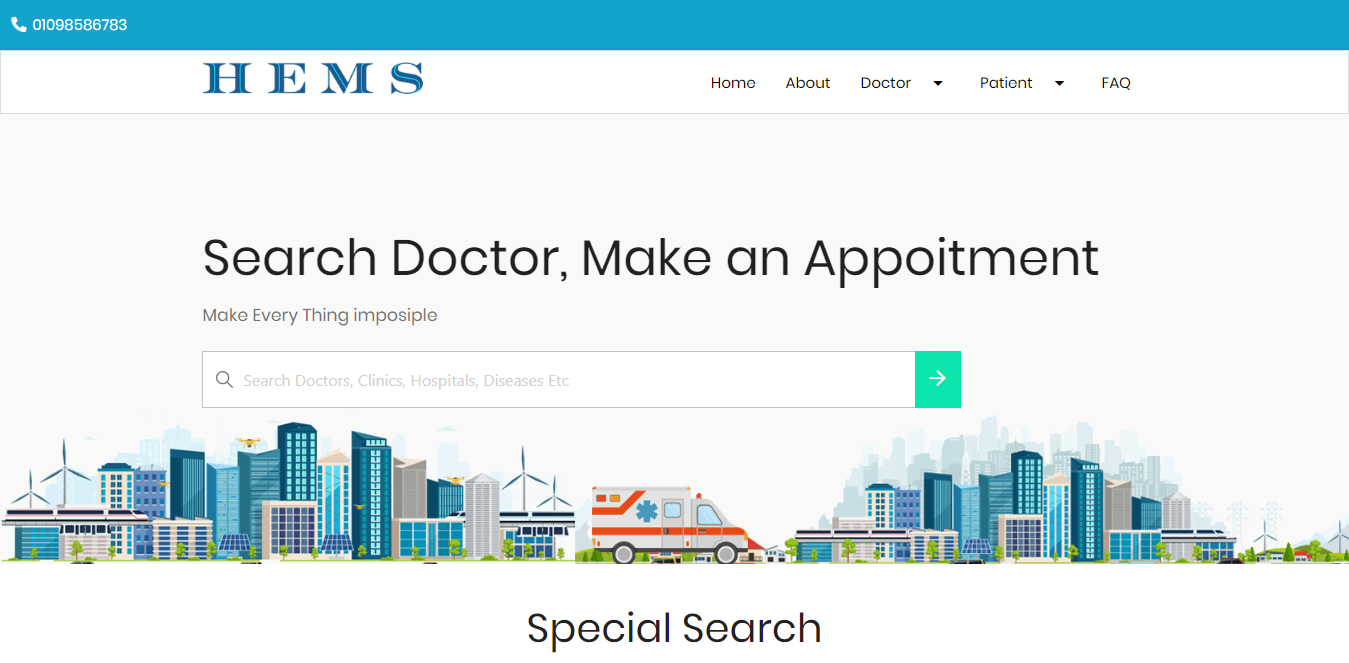 01098586783
HEMS
Home About Doctor Patient FAQ
Search Doctor, Make an Appoitment
Make Every Thing imposiple
Search Doctors, Clinics, Hospitals, Diseases Etc
Special Search